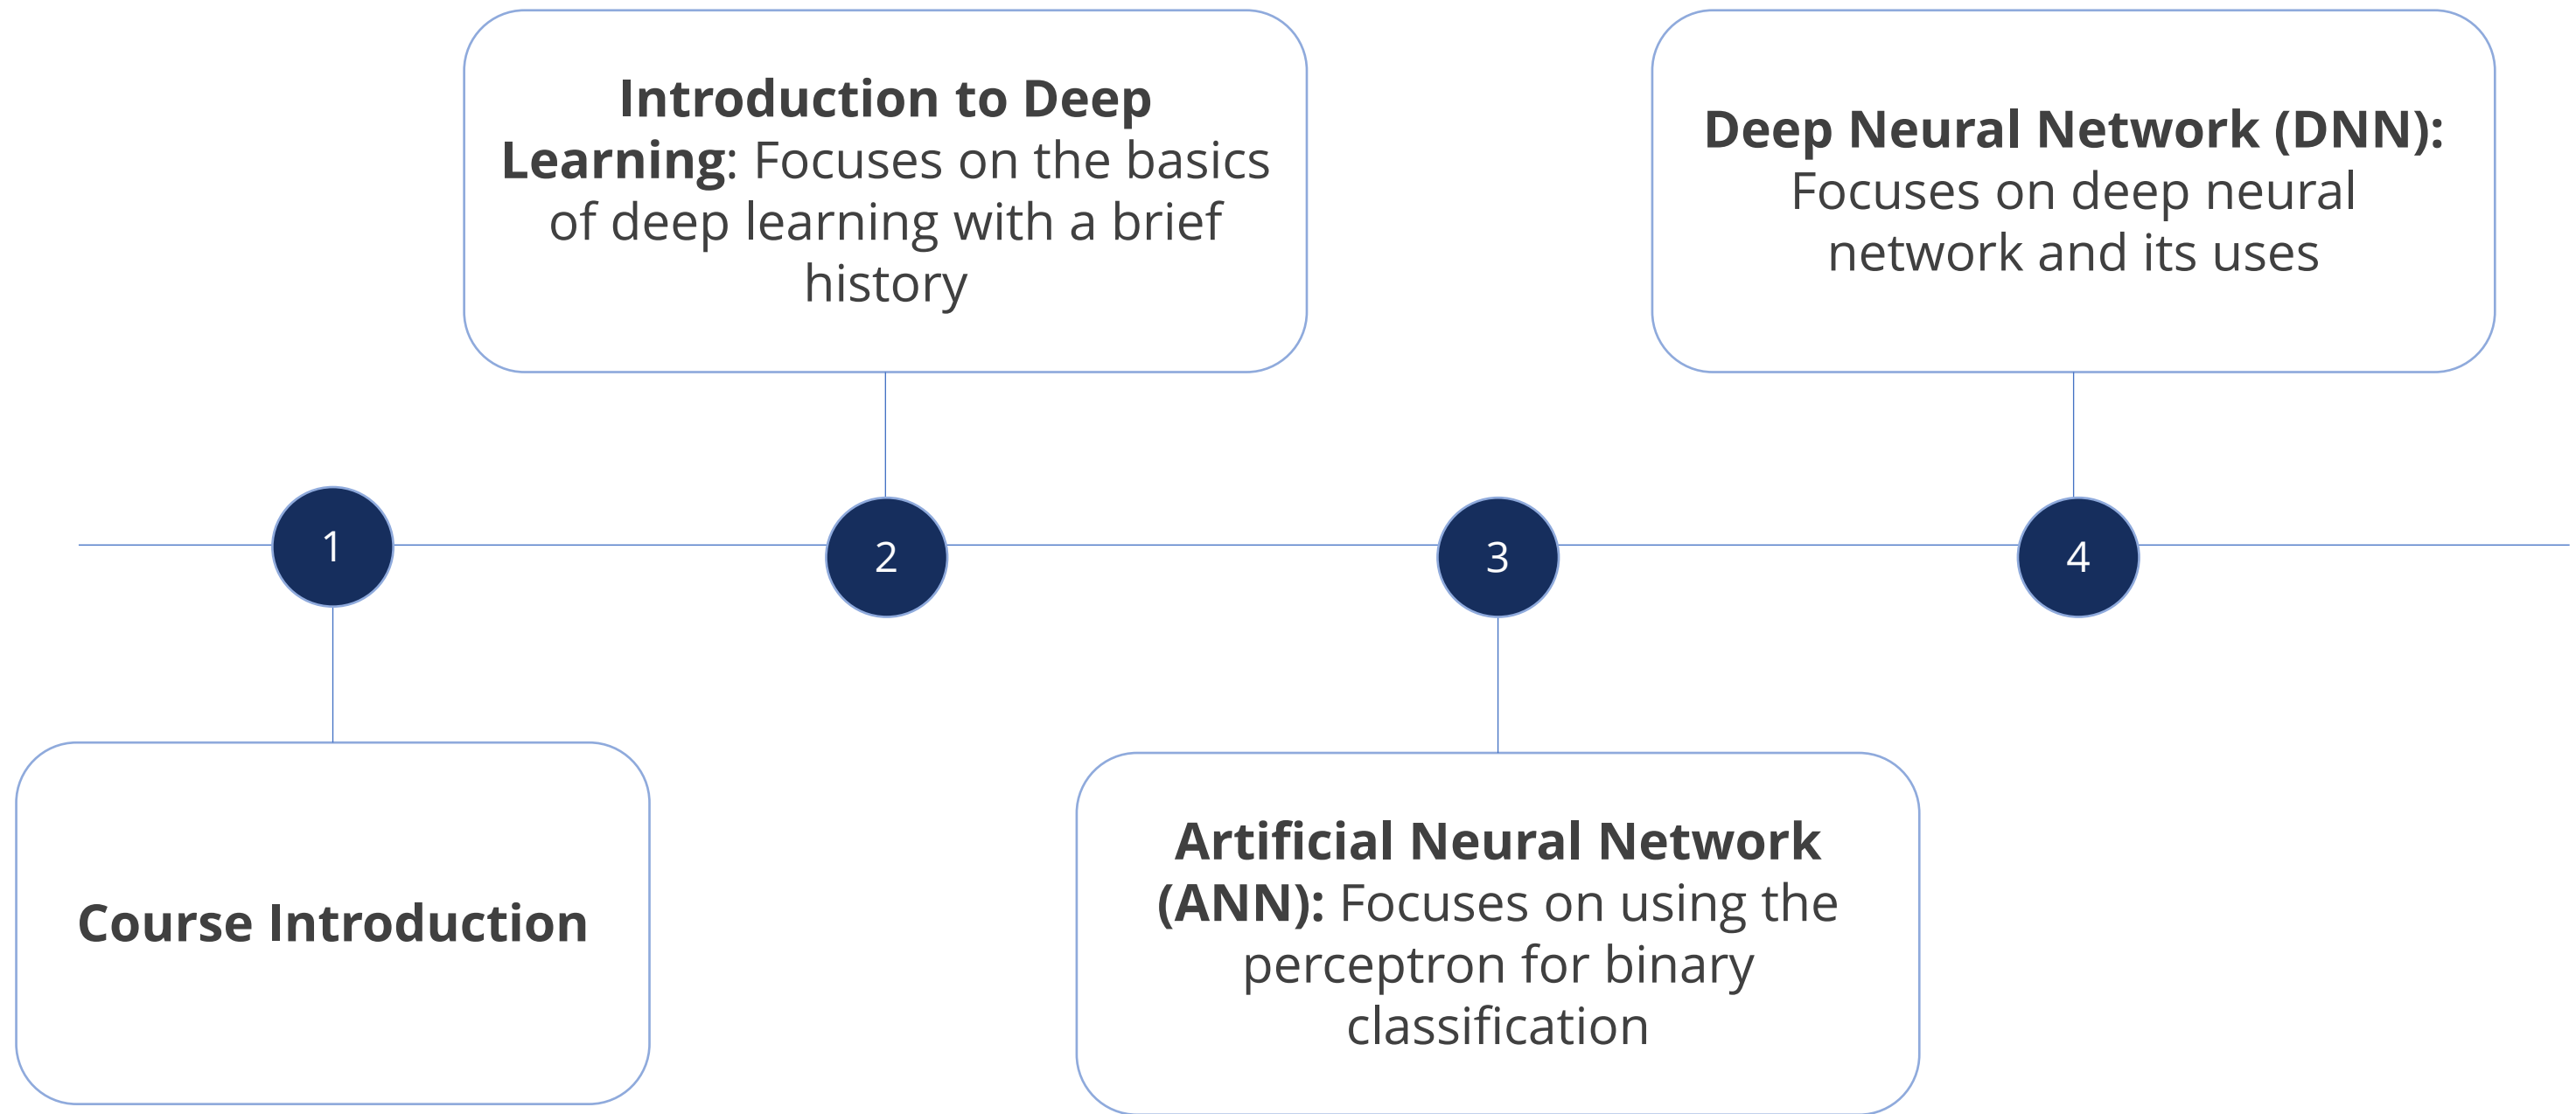 1
Course Introduction
2
Introduction to Deep
Learning: Focuses on the basics
of deep learning with a brief
history
3
Artificial Neural Network
(ANN): Focuses on using the
perceptron for binary
classification
4
Deep Neural Network (DNN):
Focuses on deep neural
network and its uses